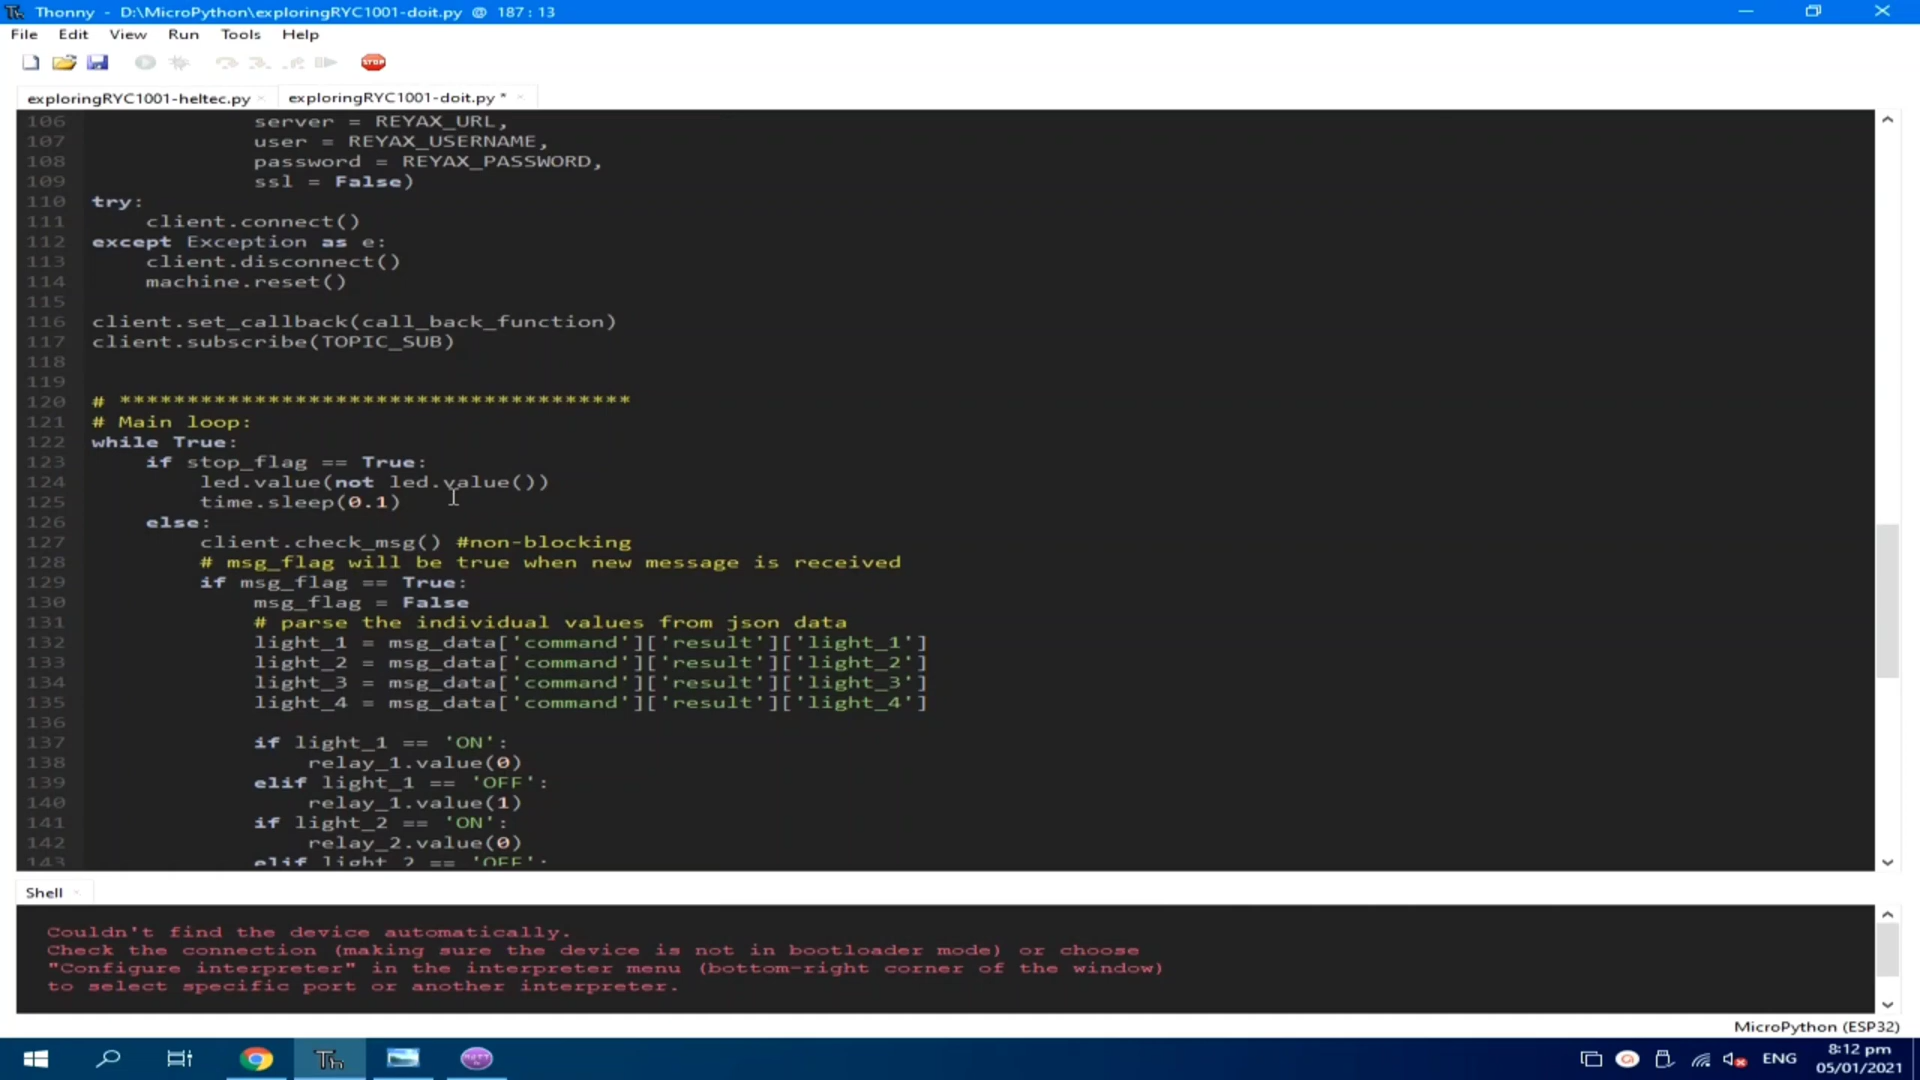 Thonny - D:\MicroPython\exploringRYC1001-doit.py @ 187:13
File Edit View Run Tools Help
STOP
exploringRYC1001-heltec.py × exploringRYC1001-doit.py * ×
106 server = REYAX_URL,
107 user = REYAX_USERNAME,
108 password = REYAX_PASSWORD,
109 ssl = False)
110 try:
111 client.connect()
112 except Exception as e:
113 client.disconnect()
114 machine.reset()
115
116 client.set_callback(call_back_function)
117 client.subscribe(TOPIC_SUB)
118
119
120 # **************************************
121 # Main loop:
122 while True:
123 if stop_flag == True:
124 led.value(not led.value())
125 time.sleep(0.1)
126 else:
127 client.check_msg() #non-blocking
128 # msg_flag will be true when new message is received
129 if msg_flag == True:
130 msg_flag = False
131 # parse the individual values from json data
132 light_1 = msg_data['command']['result']['light_1']
133 light_2 = msg_data['command']['result']['light_2']
134 light_3 = msg_data['command']['result']['light_3']
135 light_4 = msg_data['command']['result']['light_4']
136
137 if light_1 == 'ON':
138 relay_1.value(0)
139 elif light_1 == 'OFF':
140 relay_1.value(1)
141 if light_2 == 'ON':
142 relay_2.value(0)
143 elif light_2 == 'OFF':
Shell ×
Couldn't find the device automatically.
Check the connection (making sure the device is not in bootloader mode) or choose
"Configure interpreter" in the interpreter menu (bottom-right corner of the window)
to select specific port or another interpreter.
MicroPython (ESP32)
Th
ENG
8:12 pm
05/01/2021